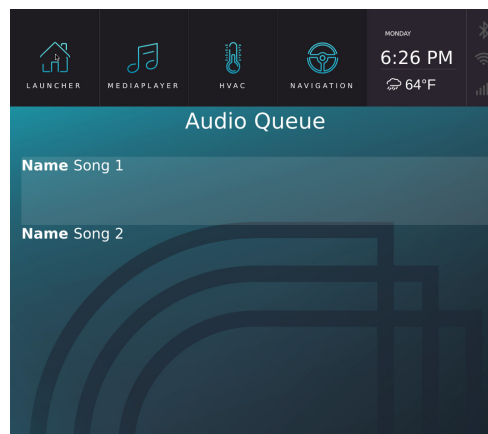 MONDAY
6:26 PM
64°F
LAUNCHER MEDIAPLAYER HVAC NAVIGATION
Audio Queue
Name Song 1
Name Song 2